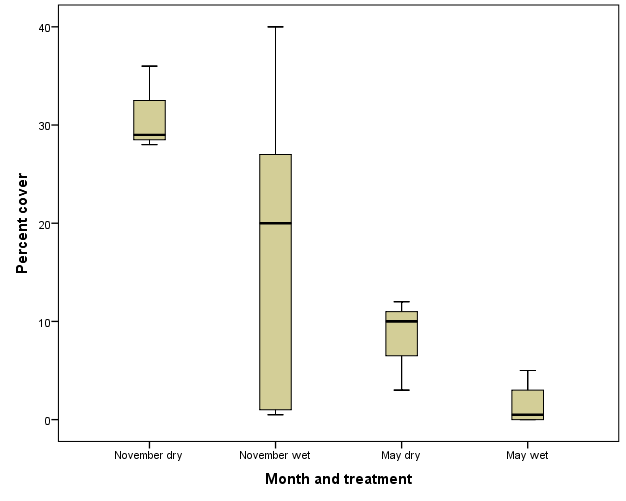 40
30
20
10
0
Percent cover
November dry
November wet
May dry
May wet
Month and treatment